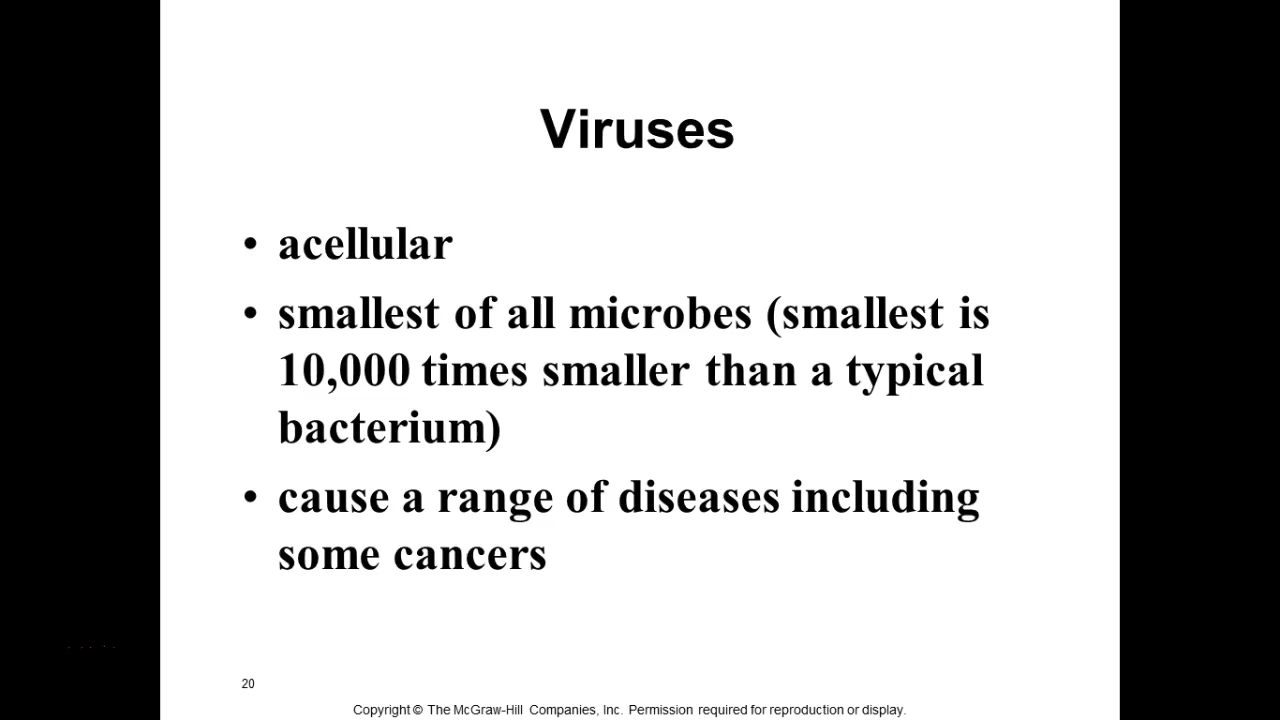 Viruses
• acellular
• smallest of all microbes (smallest is
10,000 times smaller than a typical
bacterium)
• cause a range of diseases including
some cancers
20
Copyright © The McGraw-Hill Companies, Inc. Permission required for reproduction or display.